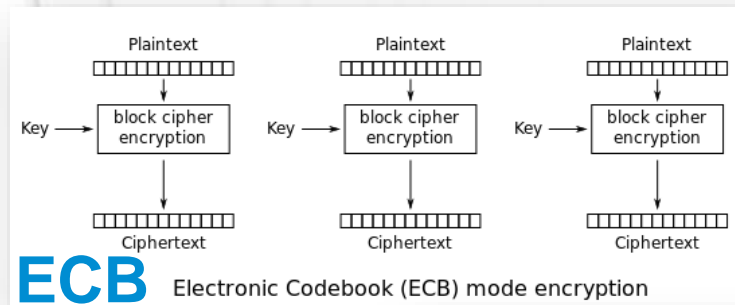 Plaintext Plaintext Plaintext
Key block cipher encryption Key block cipher encryption Key block cipher encryption
Ciphertext Ciphertext Ciphertext
ECB Electronic Codebook (ECB) mode encryption